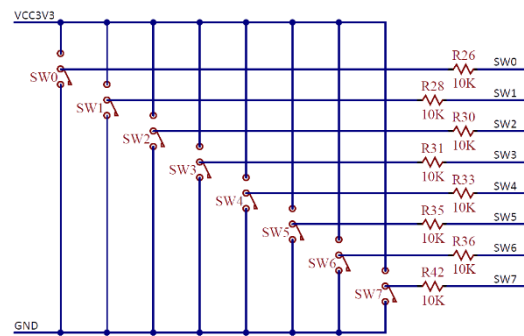 VCC3V3
R26
SW0
SW0
10K
R28
SW1
SW1
10K
R30
SW2
SW2
10K
R31
SW3
SW3
10K
R33
SW4
SW4
10K
R35
SW5
SW5
10K
R36
SW6
SW6
10K
R42
SW7
SW7
10K
GND